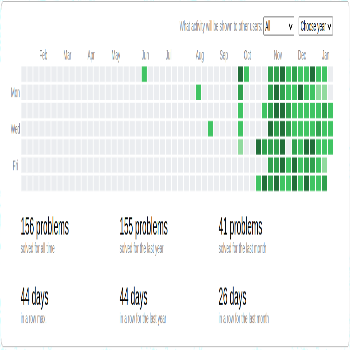 What activity will be shown to other users: All Choose year
Feb Mar Apr May Jun Jul Aug Sep Oct Nov Dec Jan
Mon
Wed
Fri
156 problems 155 problems 41 problems
solved for all time solved for the last year solved for the last month
44 days 44 days 26 days
in a row max in a row for the last year in a row for the last month